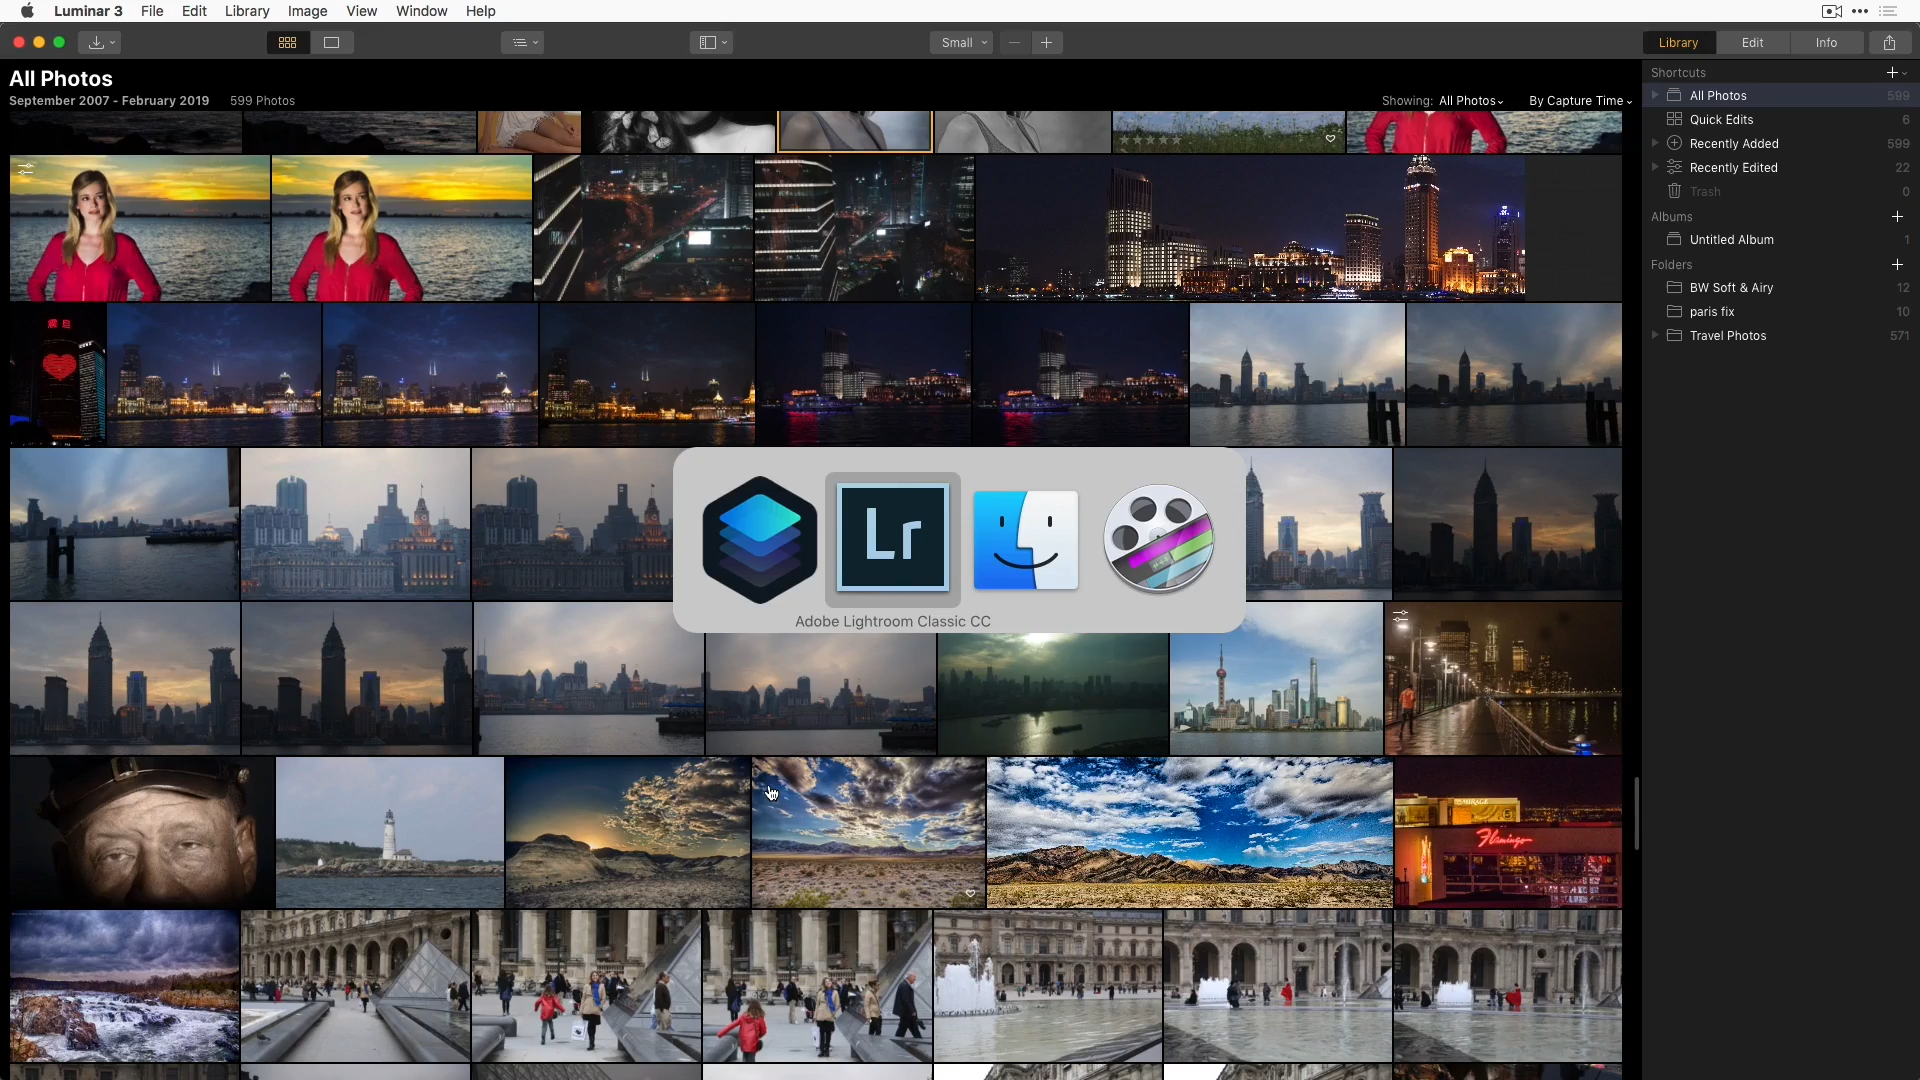 Luminar 3 File Edit Library Image View Window Help
Small Library Edit Info
All Photos
September 2007 - February 2019 599 Photos
Showing: All Photos By Capture Time
Shortcuts
All Photos 599
Quick Edits 6
Recently Added 599
Recently Edited 22
Trash 0
Albums
Untitled Album 1
Folders
BW Soft & Airy 12
paris fix 10
Travel Photos 571
Lr
Adobe Lightroom Classic CC
MIRAGE
Flamingo